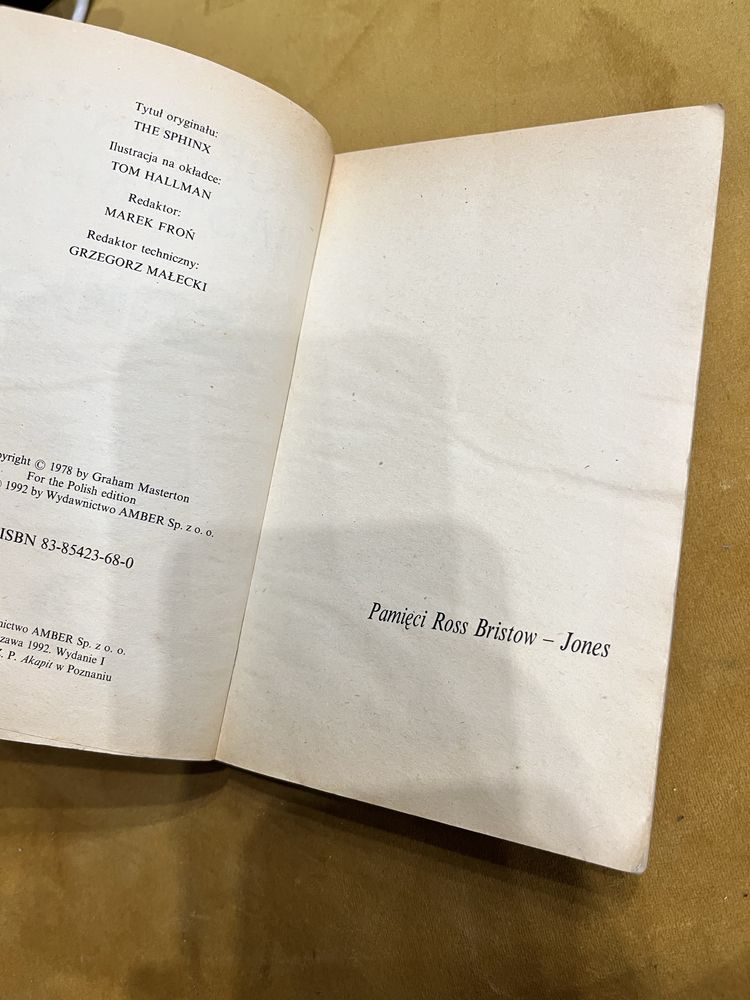 Tytuł oryginału:
THE SPHINX
Ilustracja na okładce:
TOM HALLMAN
Redaktor:
MAREK FROŃ
Redaktor techniczny:
GRZEGORZ MAŁECKI
pyright © 1978 by Graham Masterton
For the Polish edition
1992 by Wydawnictwo AMBER Sp. z o. o.
ISBN 83-85423-68-0
nictwo AMBER Sp. z o. o.
zawa 1992. Wydanie I
P. Akapit w Poznaniu
Pamięci Ross Bristow – Jones